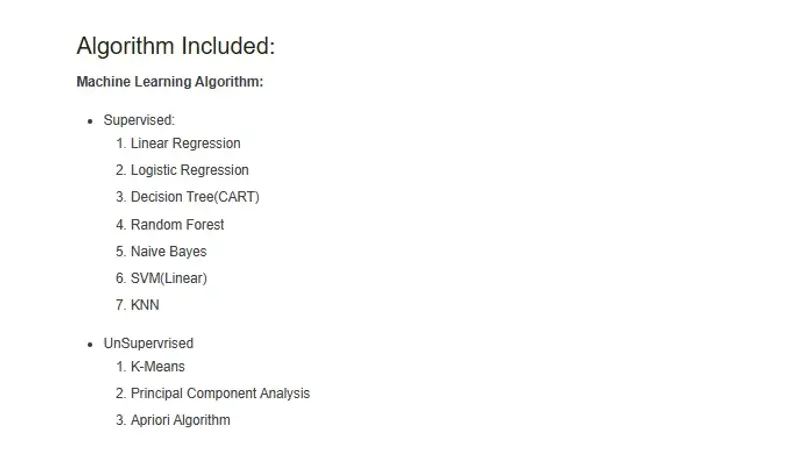 Algorithm Included:
Machine Learning Algorithm:
• Supervised:
1. Linear Regression
2. Logistic Regression
3. Decision Tree(CART)
4. Random Forest
5. Naive Bayes
6. SVM(Linear)
7. KNN
• UnSupervrised
1. K-Means
2. Principal Component Analysis
3. Apriori Algorithm